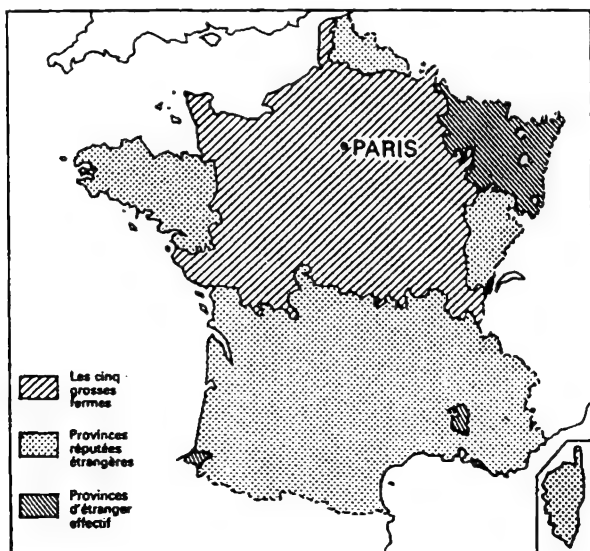 PARIS
Les cinq
grosses
fermes
Provinces
réputées
étrangères
Provinces
d'étranger
effectif